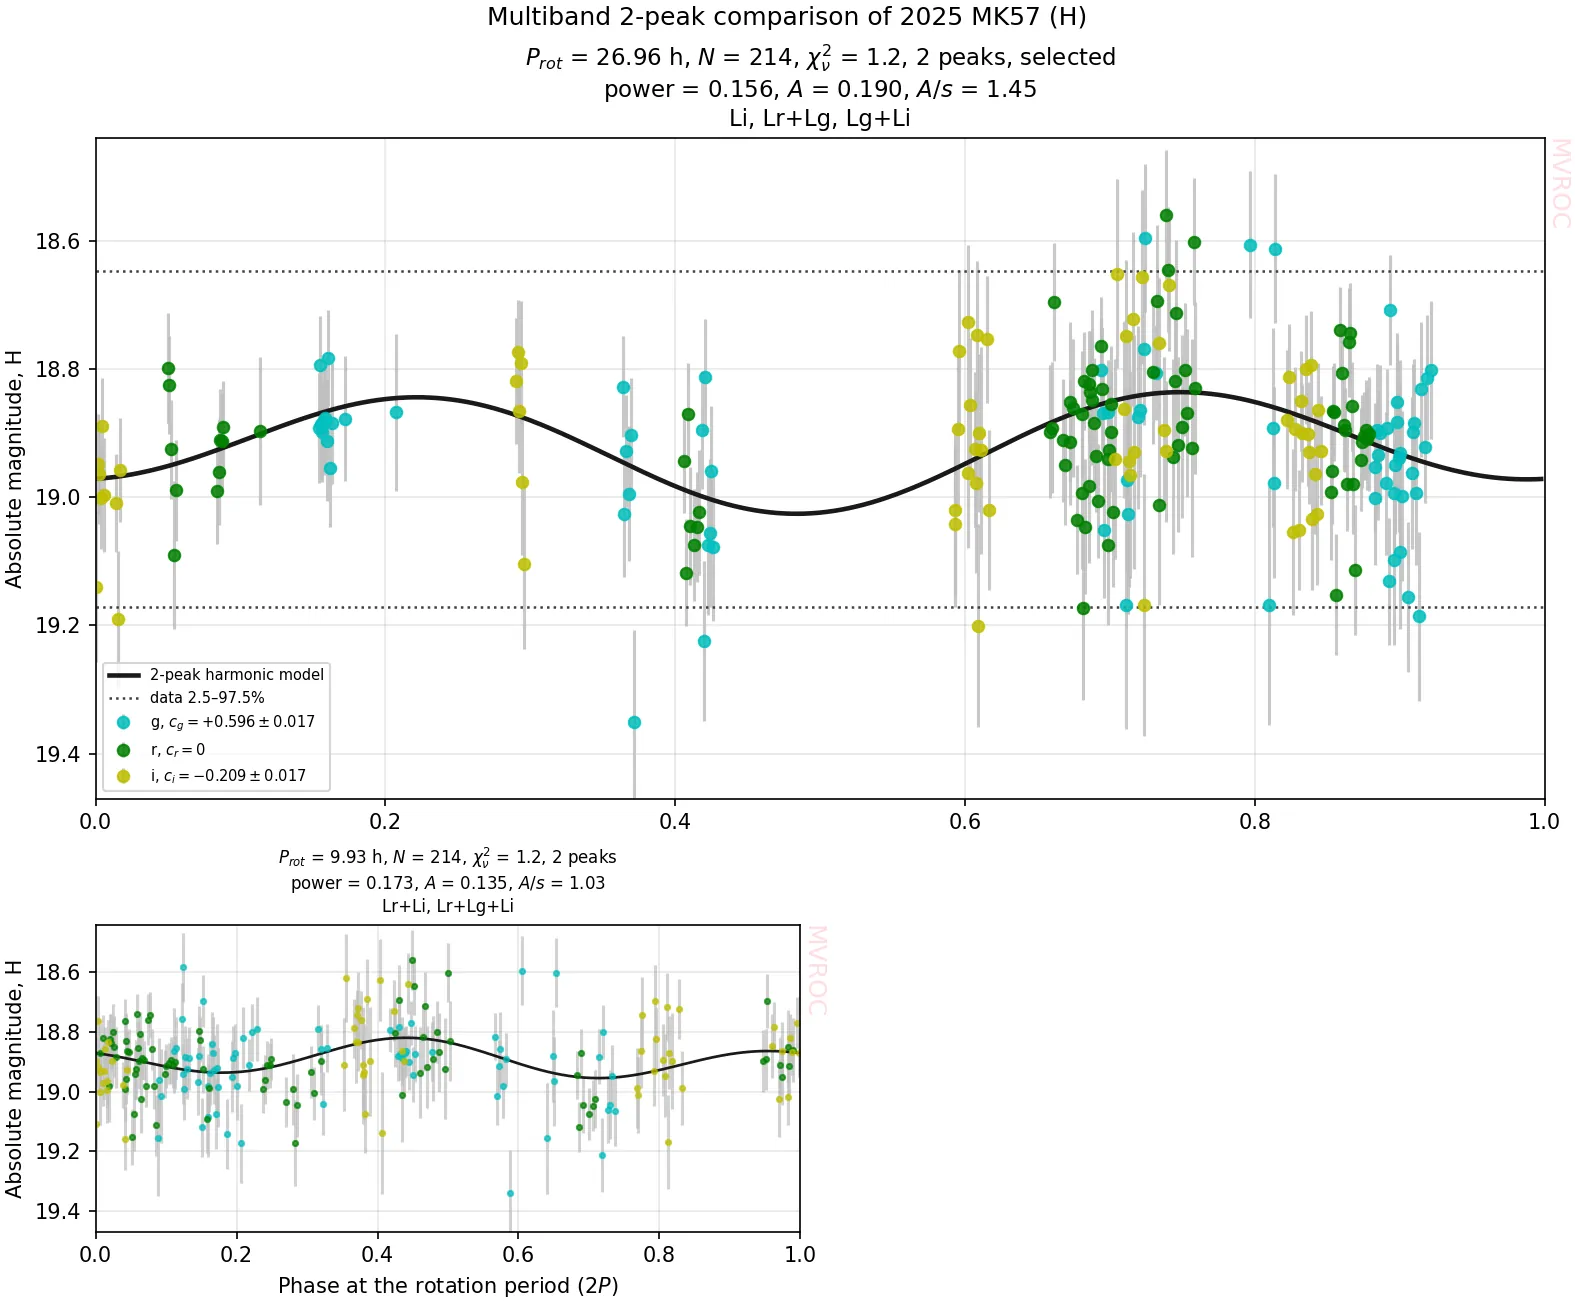 Multiband 2-peak comparison of 2025 MK57 (H)
P_rot = 26.96 h, N = 214, χ²_ν = 1.2, 2 peaks, selected
power = 0.156, A = 0.190, A/s = 1.45
Li, Lr+Lg, Lg+Li
MVROC
Absolute magnitude, H
18.6
18.8
19.0
19.2
19.4
2-peak harmonic model
data 2.5–97.5%
g, c_g = +0.596 ± 0.017
r, c_r = 0
i, c_i = −0.209 ± 0.017
0.0 0.2 0.4 0.6 0.8 1.0
P_rot = 9.93 h, N = 214, χ²_ν = 1.2, 2 peaks
power = 0.173, A = 0.135, A/s = 1.03
Lr+Li, Lr+Lg+Li
MVROC
Absolute magnitude, H
18.6
18.8
19.0
19.2
19.4
0.0 0.2 0.4 0.6 0.8 1.0
Phase at the rotation period (2P)